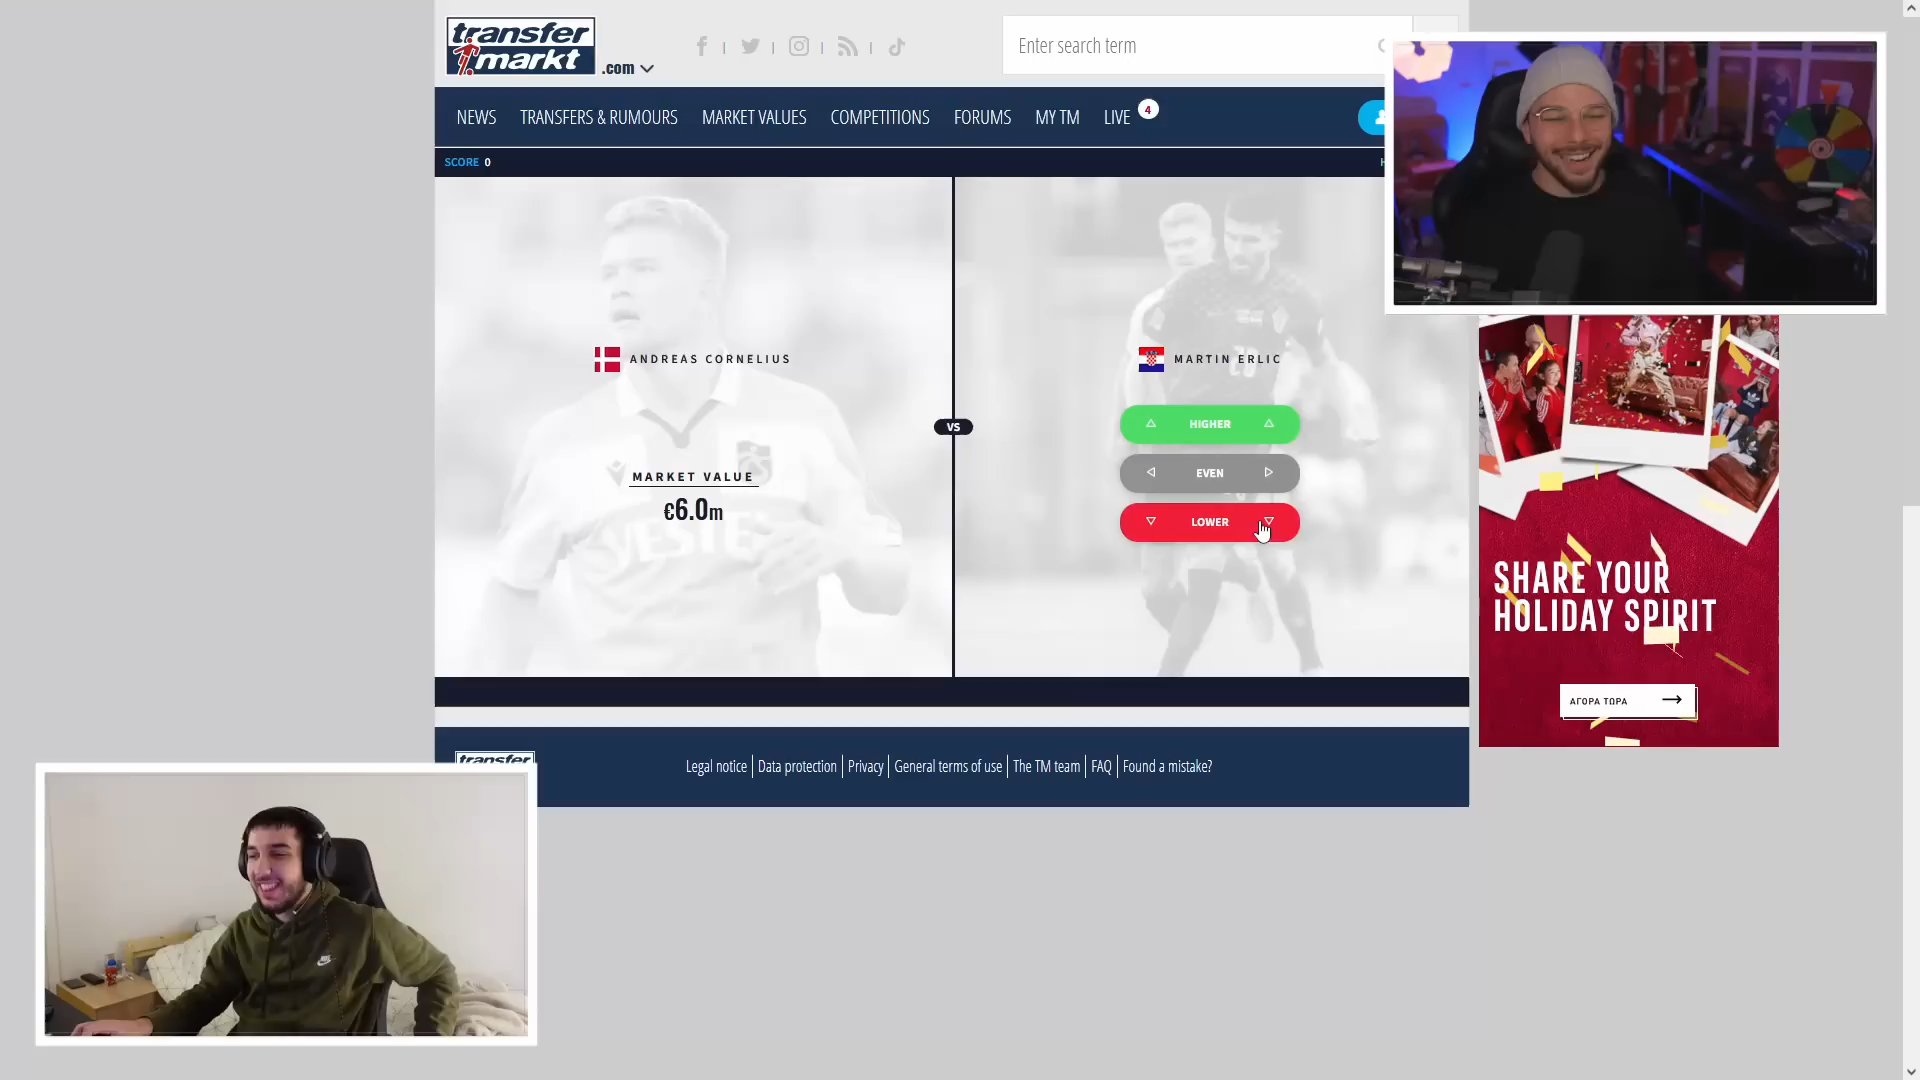 transfer
markt
.com
Enter search term
NEWS TRANSFERS & RUMOURS MARKET VALUES COMPETITIONS FORUMS MY TM LIVE 4
SCORE 0
ANDREAS CORNELIUS
MARKET VALUE
€6.0m
VS
MARTIN ERLIC
HIGHER
EVEN
LOWER
SHARE YOUR
HOLIDAY SPIRIT
ΑΓΟΡΑ ΤΩΡΑ
transfer
Legal notice Data protection Privacy General terms of use The TM team FAQ Found a mistake?